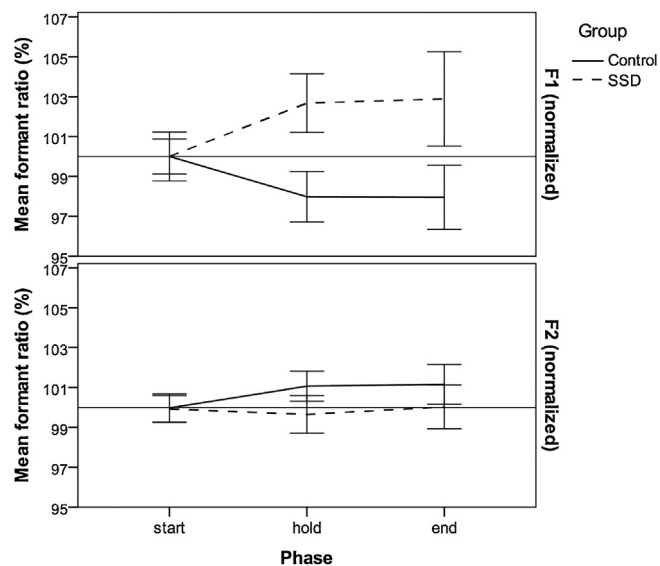 107
105
103
101
99
97
95
Mean formant ratio (%)
F1 (normalized)
Group
Control
SSD
107
105
103
101
99
97
95
Mean formant ratio (%)
F2 (normalized)
start
hold
end
Phase